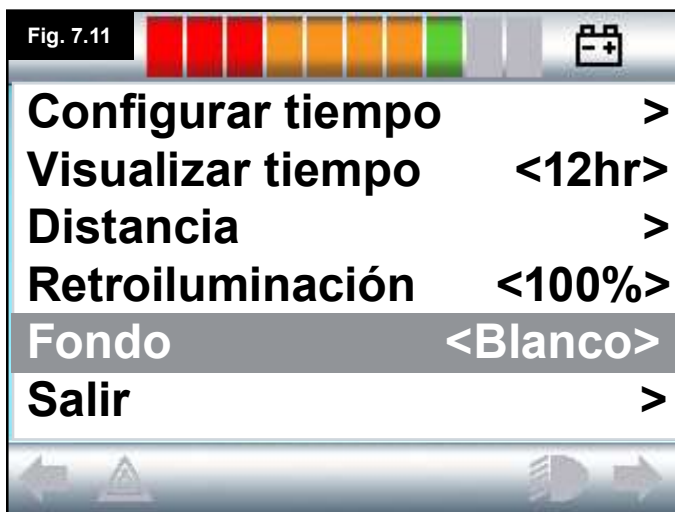 Fig. 7.11
Configurar tiempo >
Visualizar tiempo <12hr>
Distancia >
Retroiluminación <100%>
Fondo <Blanco>
Salir >